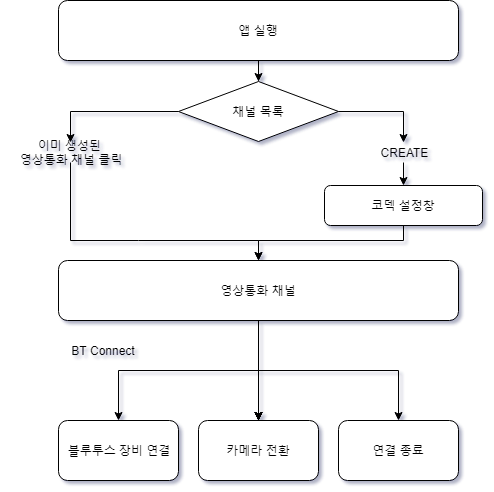 앱 실행
채널 목록
이미 생성된
영상통화 채널 클릭
CREATE
코덱 설정창
영상통화 채널
BT Connect
블루투스 장비 연결
카메라 전환
연결 종료